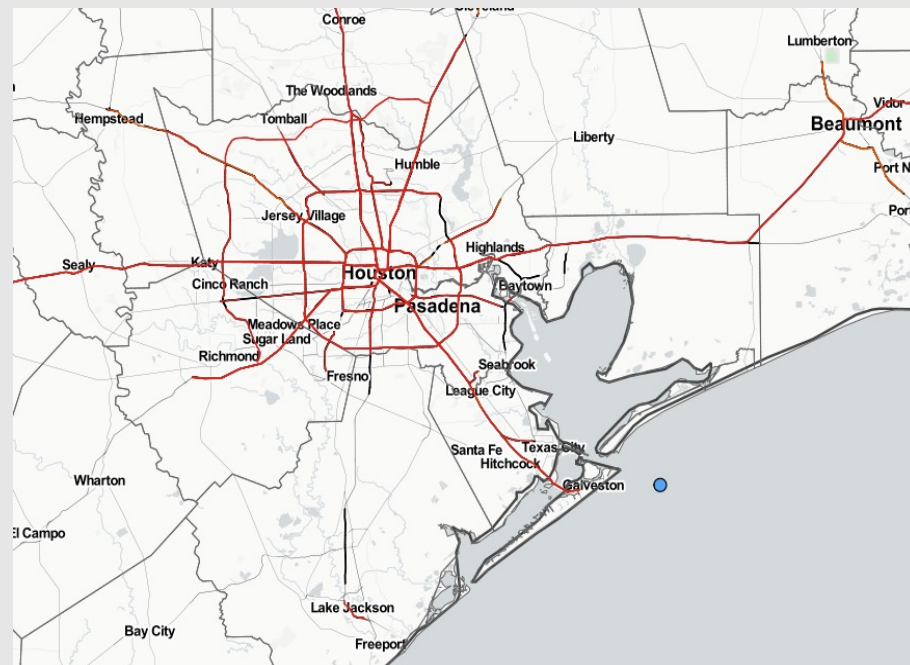 Cleveland
Conroe
Lumberton
The Woodlands
Hempstead
Tomball
Vidor
Beaumont
Liberty
Humble
Port N
Por
Jersey Village
Highlands
Sealy
Katy
Houston
Cinco Ranch
Baytown
Pasadena
Meadows Place
Sugar Land
Richmond
Seabrook
Fresno
League City
Santa Fe
Texas City
Hitchcock
Wharton
Galveston
El Campo
Lake Jackson
Bay City
Freeport